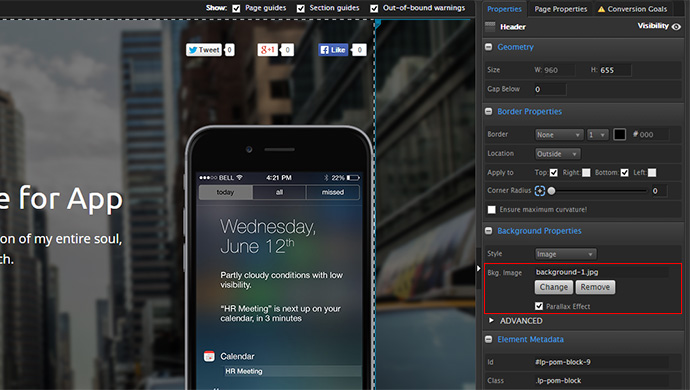 Show: Page guides Section guides Out-of-bound warnings
Tweet 0
g+1 0
Like 0
e for App
on of my entire soul,
ch.
BELL 4:21 PM 22%
today all missed
Wednesday,
June 12th
Partly cloudy conditions with low
visibility.
“HR Meeting” is next up on your
calendar, in 3 minutes
Calendar
HR Meeting
Properties Page Properties Conversion Goals
Header Visibility
Geometry
Size W: 960 H: 655
Gap Below 0
Border Properties
Border None 1 # 000
Location Outside
Apply to Top: Right: Bottom: Left:
Corner Radius 0
Ensure maximum curvature!
Background Properties
Style Image
Bkg. Image background-1.jpg
Change Remove
Parallax Effect
ADVANCED
Element Metadata
Id #lp-pom-block-9
Class .lp-pom-block